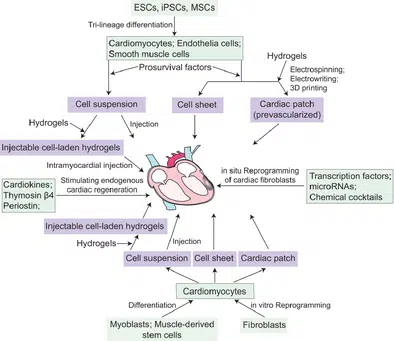 ESCs, iPSCs, MSCs
Tri-lineage differentiation
Cardiomyocytes; Endothelia cells;
Smooth muscle cells
Prosurvival factors
Hydrogels
Electrospinning;
Electrowriting;
3D printing
Cell suspension
Cell sheet
Cardiac patch
(prevascularized)
Hydrogels
Injection
Injectable cell-laden hydrogels
Intramyocardial injection
in situ Reprogramming
of cardiac fibroblasts
Transcription factors;
microRNAs;
Chemical cocktails
Cardiokines;
Thymosin β4
Periostin;
Stimulating endogenous
cardiac regeneration
Injectable cell-laden hydrogels
Hydrogels
Injection
Cell suspension
Cell sheet
Cardiac patch
Cardiomyocytes
Differentiation
in vitro Reprogramming
Myoblasts; Muscle-derived
stem cells
Fibroblasts